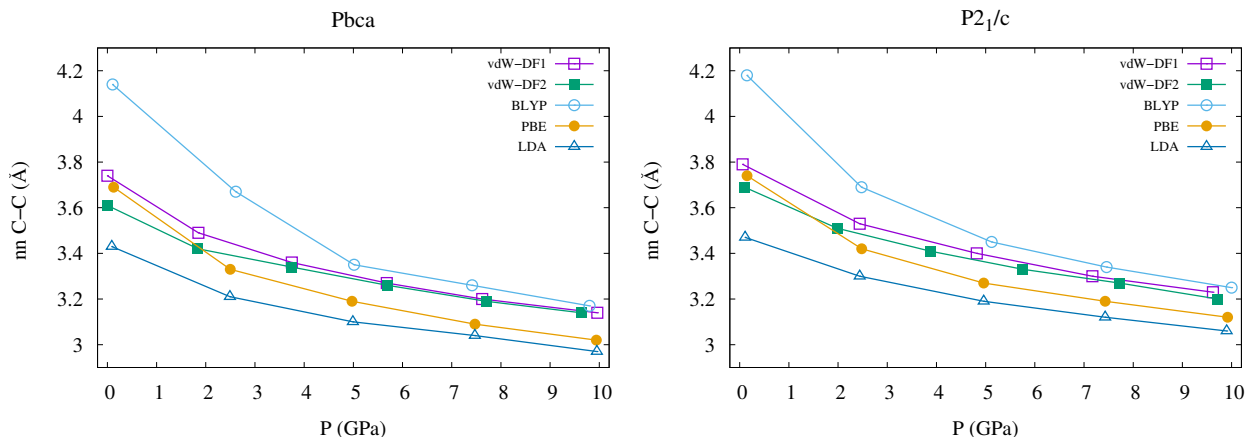 Pbca
nn C−C (Å)
4.2
4
3.8
3.6
3.4
3.2
3
vdW−DF1
vdW−DF2
BLYP
PBE
LDA
0 1 2 3 4 5 6 7 8 9 10
P (GPa)
P2₁/c
nn C−C (Å)
4.2
4
3.8
3.6
3.4
3.2
3
vdW−DF1
vdW−DF2
BLYP
PBE
LDA
0 1 2 3 4 5 6 7 8 9 10
P (GPa)